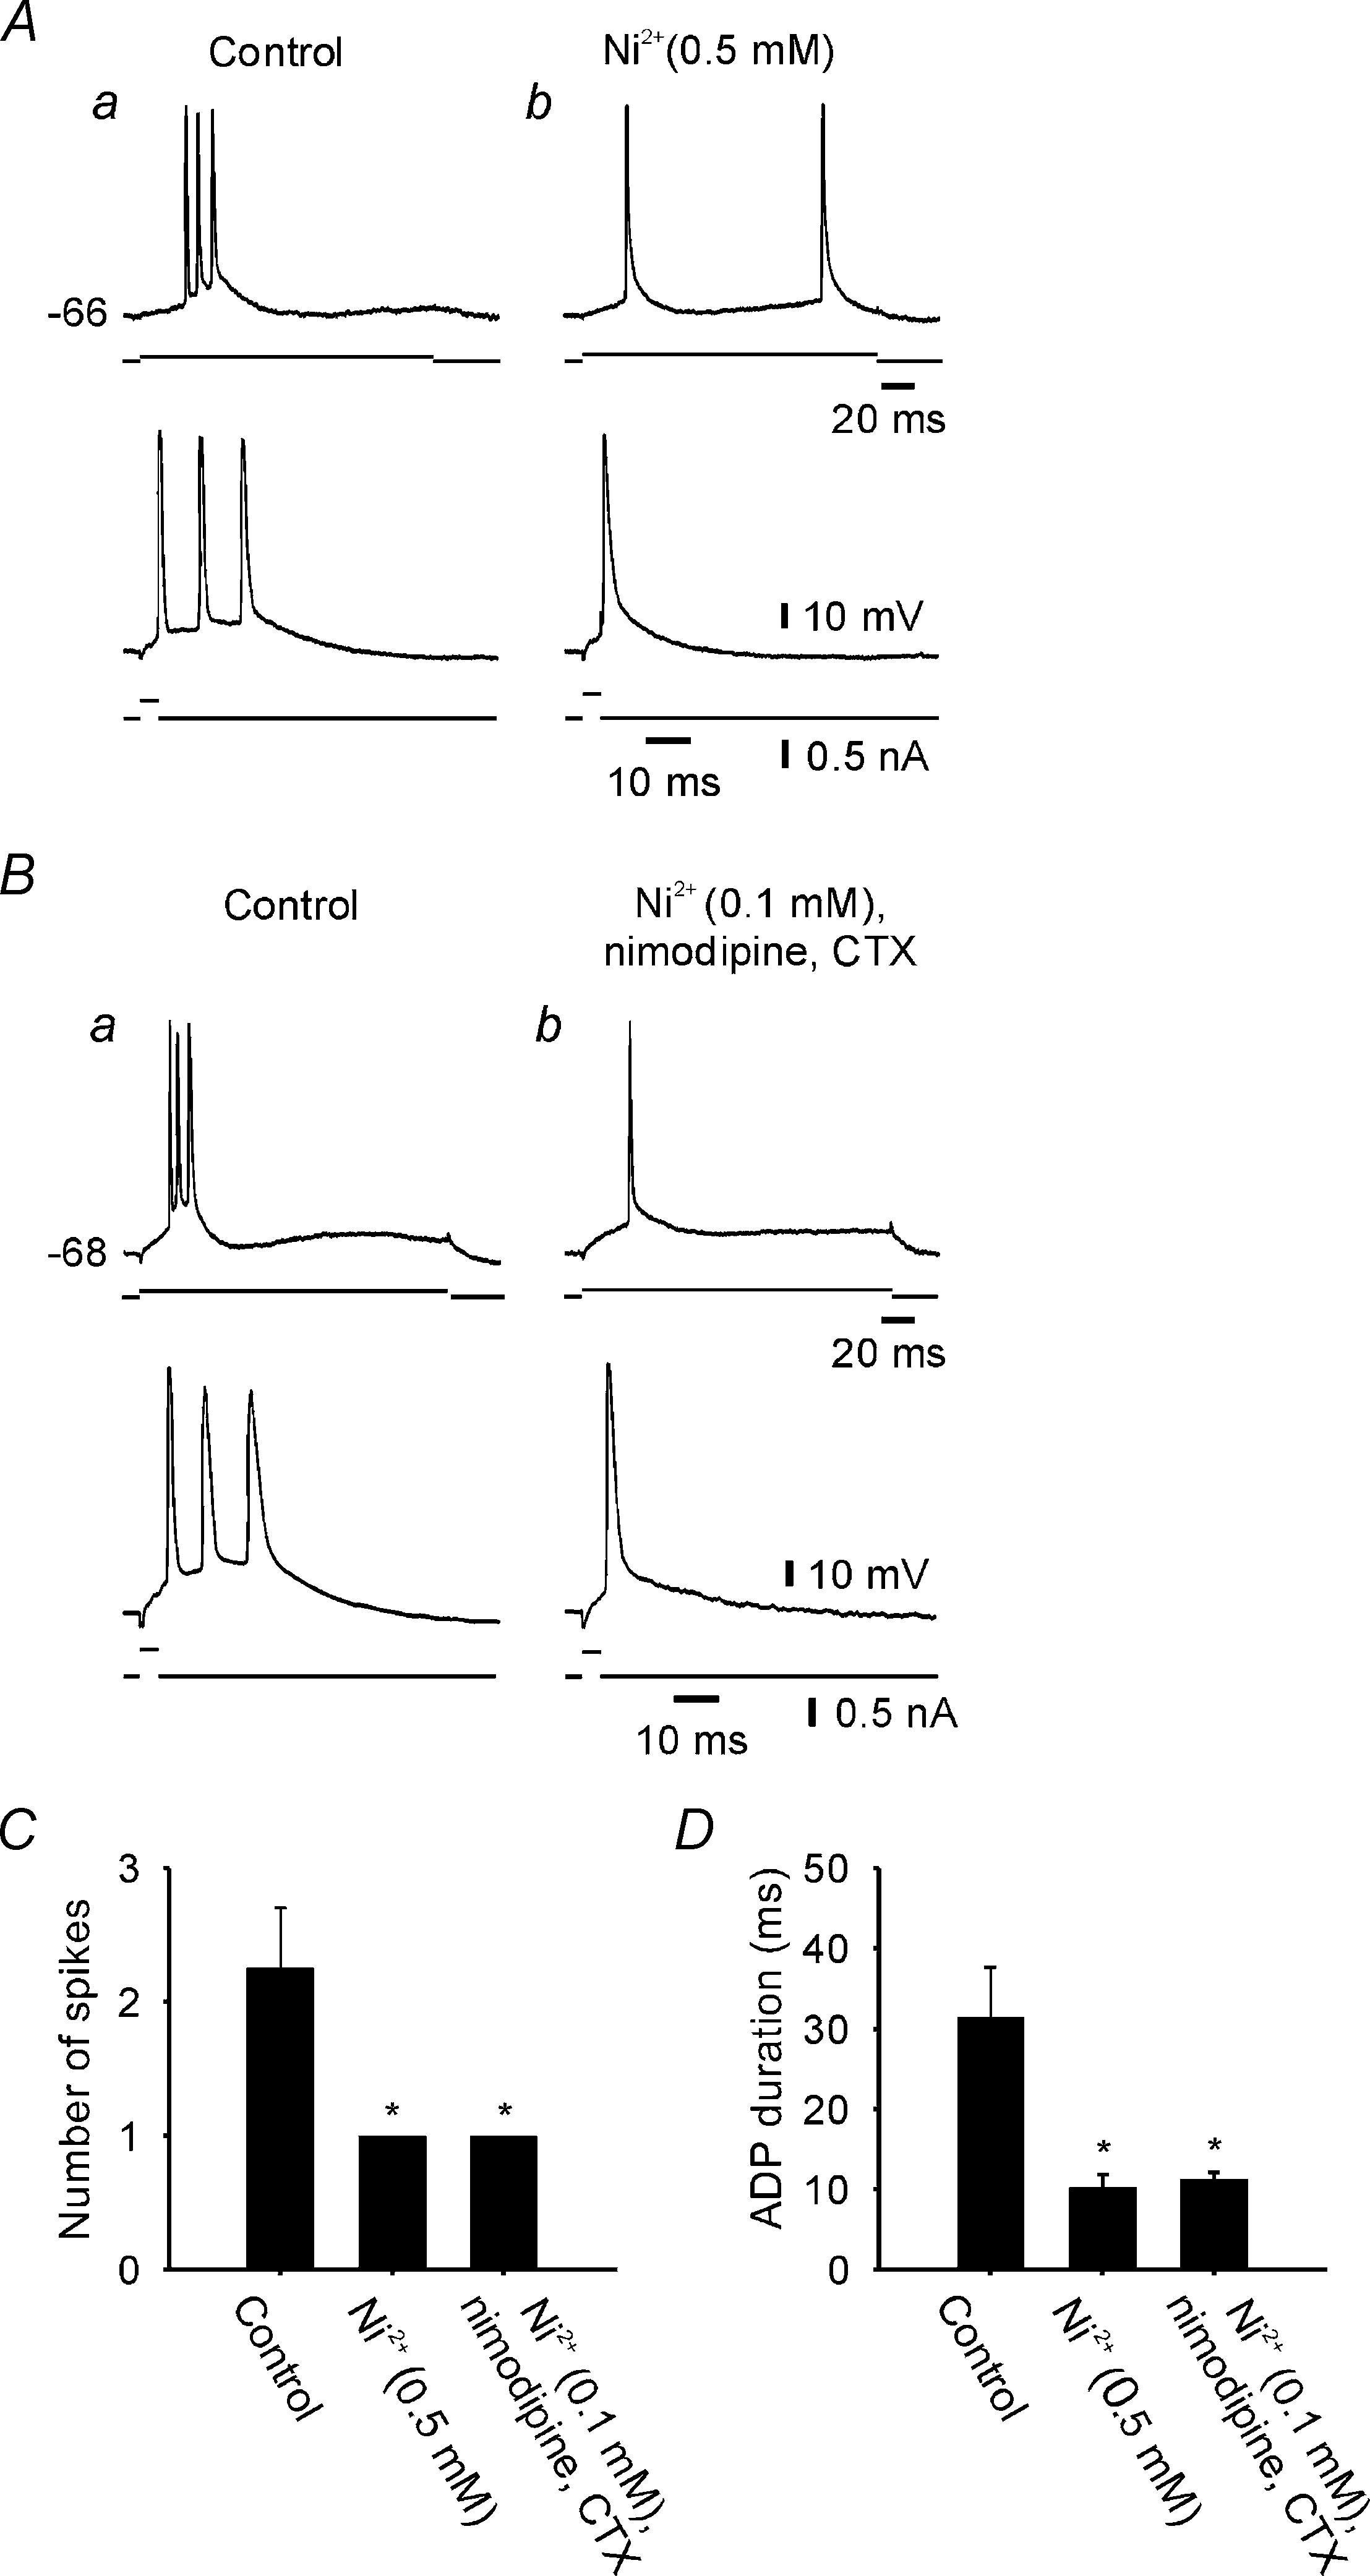 A
Control
Ni2+(0.5 mM)
a
b
-66
20 ms
10 mV
10 ms
0.5 nA
B
Control
Ni2+ (0.1 mM),
nimodipine, CTX
a
b
-68
20 ms
10 mV
10 ms
0.5 nA
C
Number of spikes
3
2
1
0
*
*
Control
Ni2+ (0.5 mM)
Ni2+ (0.1 mM),
nimodipine, CTX
D
ADP duration (ms)
50
40
30
20
10
0
*
*
Control
Ni2+ (0.5 mM)
Ni2+ (0.1 mM),
nimodipine, CTX